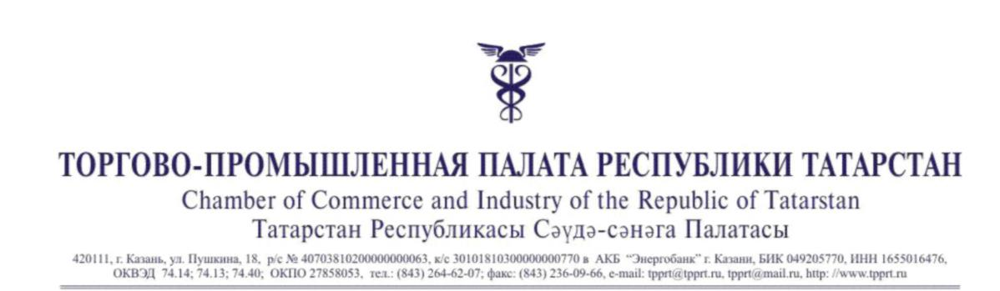 ТОРГОВО-ПРОМЫШЛЕННАЯ ПАЛАТА РЕСПУБЛИКИ ТАТАРСТАН
Chamber of Commerce and Industry of the Republic of Tatarstan
Татарстан Республикасы Сәүдә-сәнәга Палатасы
420111, г. Казань, ул. Пушкина, 18, р/с № 40703810200000000063, к/с 30101810300000000770 в АКБ “Энергобанк” г. Казани, БИК 049205770, ИНН 1655016476,
ОКВЭД 74.14; 74.13; 74.40; ОКПО 27858053, тел.: (843) 264-62-07; факс: (843) 236-09-66, e-mail: tpprt@tpprt.ru, tpprt@mail.ru, http: //www.tpprt.ru